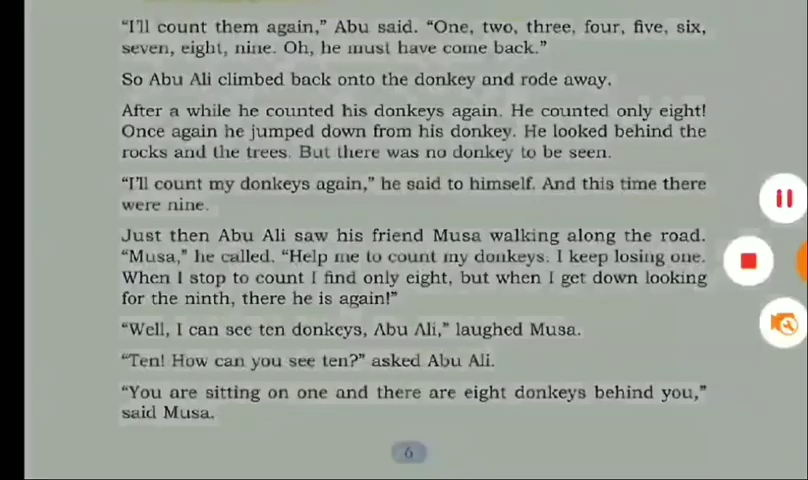 “I’ll count them again,” Abu said. “One, two, three, four, five, six,
seven, eight, nine. Oh, he must have come back.”
So Abu Ali climbed back onto the donkey and rode away.
After a while he counted his donkeys again. He counted only eight!
Once again he jumped down from his donkey. He looked behind the
rocks and the trees. But there was no donkey to be seen.
“I’ll count my donkeys again,” he said to himself. And this time there
were nine.
Just then Abu Ali saw his friend Musa walking along the road.
“Musa,” he called. “Help me to count my donkeys. I keep losing one.
When I stop to count I find only eight, but when I get down looking
for the ninth, there he is again!”
“Well, I can see ten donkeys, Abu Ali,” laughed Musa.
“Ten! How can you see ten?” asked Abu Ali.
“You are sitting on one and there are eight donkeys behind you,”
said Musa.
6